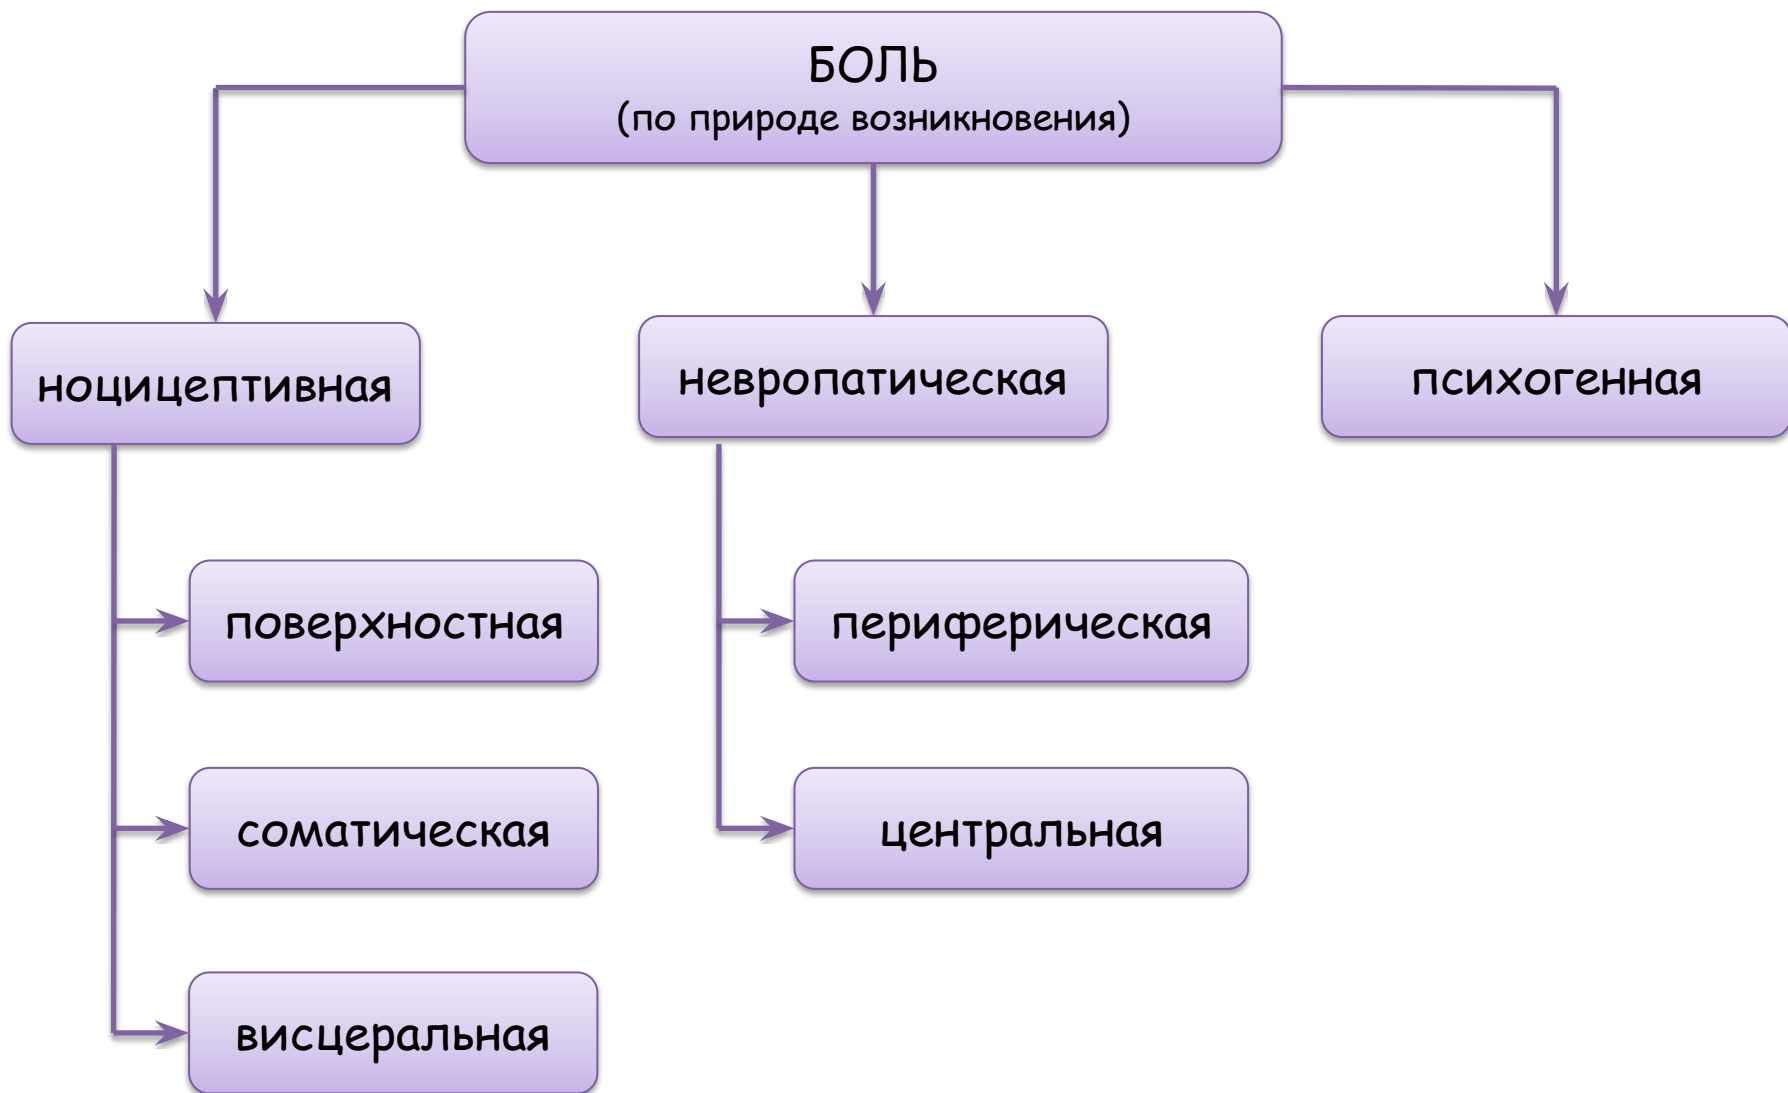 БОЛЬ
(по природе возникновения)
ноцицептивная
невропатическая
психогенная
поверхностная
периферическая
соматическая
центральная
висцеральная